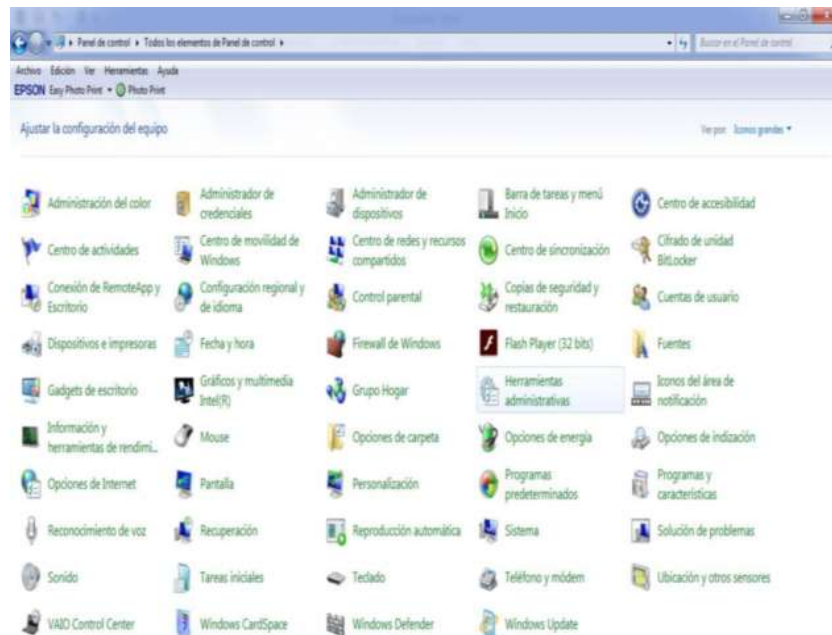 Panel de control Todos los elementos de Panel de control Buscar en el Panel de control
Archivo Edición Ver Herramientas Ayuda
EPSON Easy Photo Print Photo Print
Ajustar la configuración del equipo Ver por: Iconos grandes
Administración del color
Administrador de
credenciales
Administrador de
dispositivos
Barra de tareas y menú
Inicio
Centro de accesibilidad
Centro de actividades
Centro de movilidad de
Windows
Centro de redes y recursos
compartidos
Centro de sincronización
Cifrado de unidad
BitLocker
Conexión de RemoteApp y
Escritorio
Configuración regional y
de idioma
Control parental
Copias de seguridad y
restauración
Cuentas de usuario
Dispositivos e impresoras
Fecha y hora
Firewall de Windows
Flash Player (32 bits)
Fuentes
Gadgets de escritorio
Gráficos y multimedia
Intel(R)
Grupo Hogar
Herramientas
administrativas
Iconos del área de
notificación
Información y
herramientas de rendimi...
Mouse
Opciones de carpeta
Opciones de energía
Opciones de indización
Opciones de Internet
Pantalla
Personalización
Programas
predeterminados
Programas y
características
Reconocimiento de voz
Recuperación
Reproducción automática
Sistema
Solución de problemas
Sonido
Tareas iniciales
Teclado
Teléfono y módem
Ubicación y otros sensores
VAIO Control Center
Windows CardSpace
Windows Defender
Windows Update